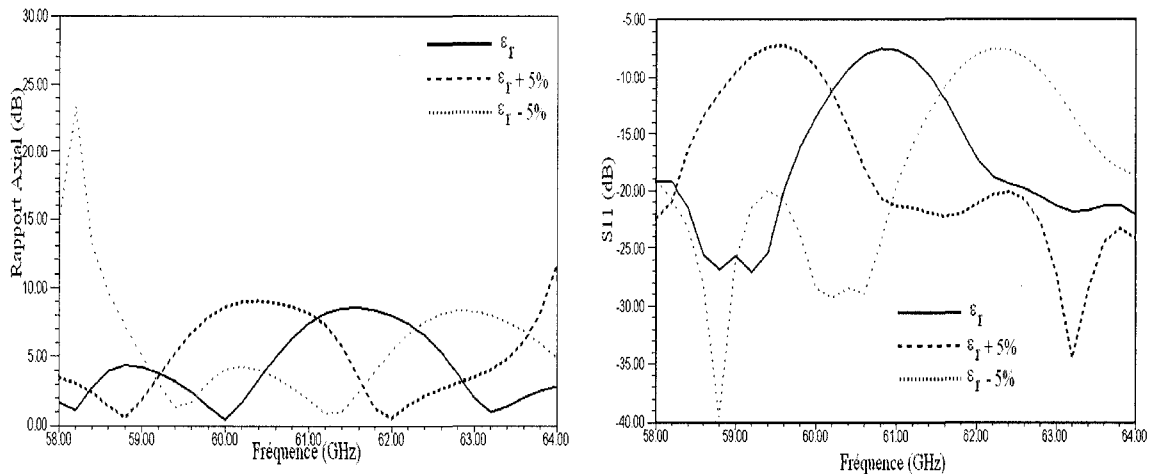 30.00
25.00
20.00
15.00
10.00
5.00
0.00
Rapport Axial (dB)
εr
εr + 5%
εr - 5%
58.00 59.00 60.00 61.00 62.00 63.00 64.00
Fréquence (GHz)
-5.00
-10.00
-15.00
-20.00
-25.00
-30.00
-35.00
-40.00
S11 (dB)
εr
εr + 5%
εr - 5%
58.00 59.00 60.00 61.00 62.00 63.00 64.00
Fréquence (GHz)